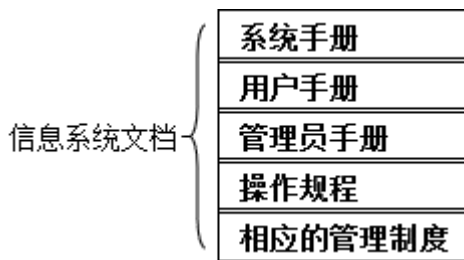 系统手册
用户手册
信息系统文档
管理员手册
操作规程
相应的管理制度